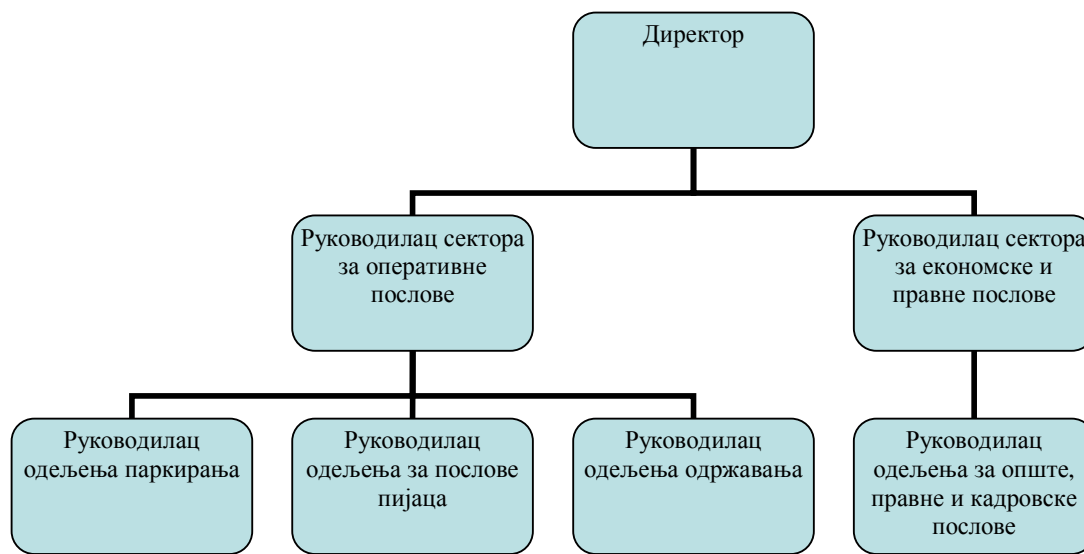 Директор
Руководилац сектора
за оперативне
послове
Руководилац сектора
за економске и
правне послове
Руководилац
одељења паркирања
Руководилац
одељења за послове
пијаца
Руководилац
одељења одржавања
Руководилац
одељења за опште,
правне и кадровске
послове